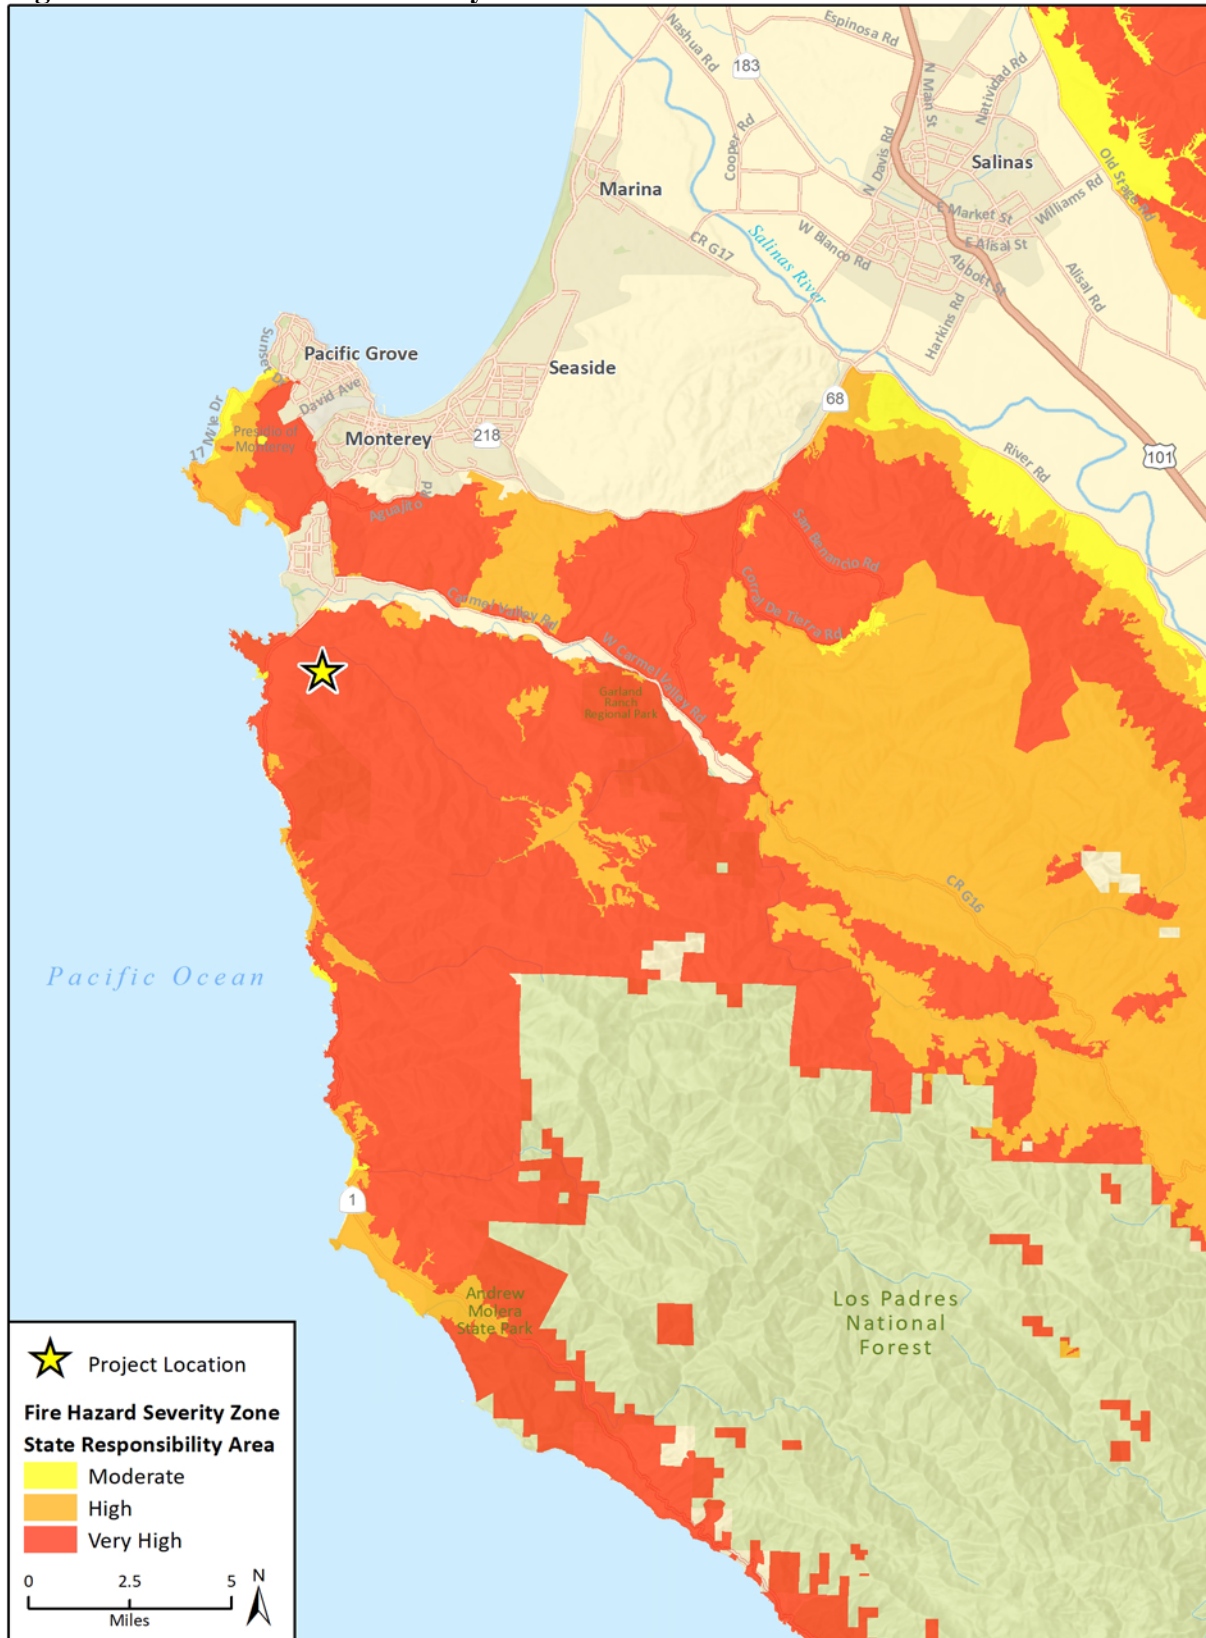 Espinosa Rd
Nashua Rd
183
N Main St
Natividad Rd
Cooper Rd
N Davis Rd
Salinas
Old Stage Rd
Marina
Williams Rd
E Market St
CR G17
Salinas River
W Blanco Rd
E Alisal St
Abbott St
Alisal Rd
Harkins Rd
Sunset Dr
Pacific Grove
Seaside
David Ave
68
17 Mile Dr
Presidio of
Monterey
Monterey
218
River Rd
101
Aguajito Rd
San Benancio Rd
Corral De Tierra Rd
Carmel Valley Rd
W Carmel Valley Rd
Garland
Ranch
Regional Park
CR G16
Pacific Ocean
1
Andrew
Molera
State Park
Los Padres
National
Forest
Project Location
Fire Hazard Severity Zone
State Responsibility Area
Moderate
High
Very High
0 2.5 5
Miles
N